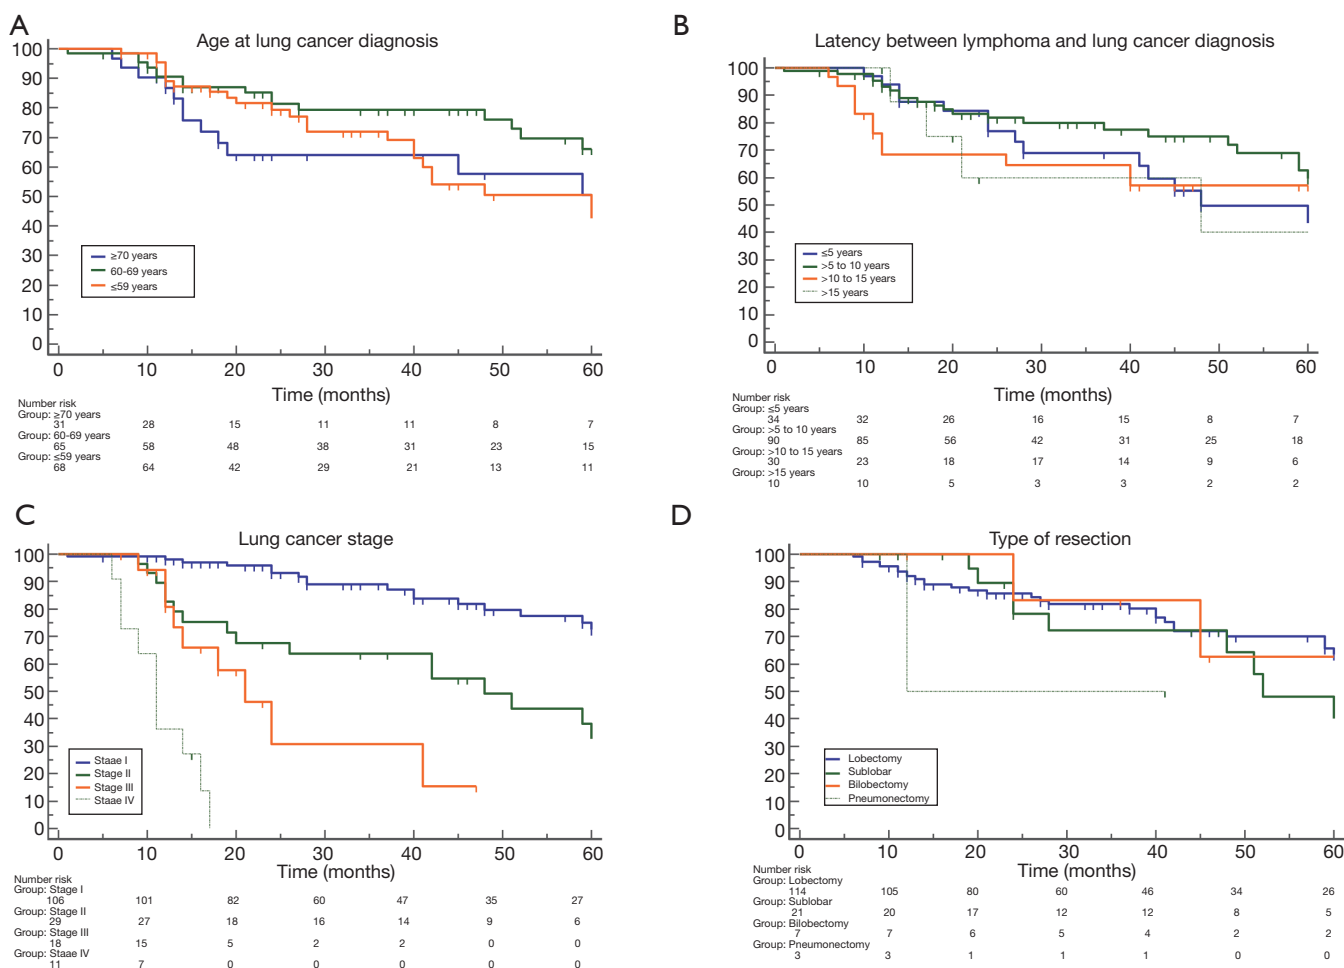 A
Age at lung cancer diagnosis
100
90
80
70
60
50
40
30
20
10
0
≥70 years
60-69 years
≤59 years
0 10 20 30 40 50 60
Time (months)
Number risk
Group: ≥70 years
31 28 15 11 11 8 7
Group: 60-69 years
65 58 48 38 31 23 15
Group: ≤59 years
68 64 42 29 21 13 11
B
Latency between lymphoma and lung cancer diagnosis
100
90
80
70
60
50
40
30
20
10
0
≤5 years
>5 to 10 years
>10 to 15 years
>15 years
0 10 20 30 40 50 60
Time (months)
Number risk
Group: ≤5 years
34 32 26 16 15 8 7
Group: >5 to 10 years
90 85 56 42 31 25 18
Group: >10 to 15 years
30 23 18 17 14 9 6
Group: >15 years
10 10 5 3 3 2 2
C
Lung cancer stage
100
90
80
70
60
50
40
30
20
10
0
Staae I
Stage II
Stage III
Staae IV
0 10 20 30 40 50 60
Time (months)
Number risk
Group: Stage I
106 101 82 60 47 35 27
Group: Stage II
29 27 18 16 14 9 6
Group: Stage III
18 15 5 2 2 0 0
Group: Staae IV
11 7 0 0 0 0 0
D
Type of resection
100
90
80
70
60
50
40
30
20
10
0
Lobectomy
Sublobar
Bilobectomy
Pneumonectomy
0 10 20 30 40 50 60
Time (months)
Number risk
Group: Lobectomy
114 105 80 60 46 34 26
Group: Sublobar
21 20 17 12 12 8 5
Group: Bilobectomy
7 7 6 5 4 2 2
Group: Pneumonectomy
3 3 1 1 1 0 0